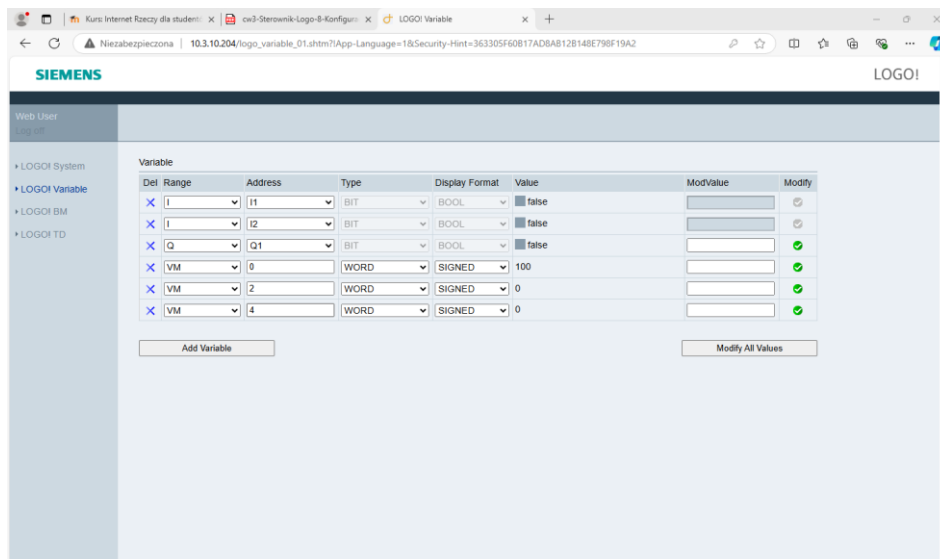 Kurs: Internet Rzeczy dla student
cw3-Sterownik-Logo-8-Konfigur
LOGO! Variable
Niezabezpieczona | 10.3.10.204/logo_variable_01.shtm?!App-Language=1&Security-Hint=363305F60B17ADBAB12B148E798F19A2
SIEMENS
LOGO!
Web User
Log off
LOGO! System
LOGO! Variable
LOGO! BM
LOGO! TD
Variable
Del Range Address Type Display Format Value ModValue Modify
I I1 BIT BOOL false
I I2 BIT BOOL false
Q Q1 BIT BOOL false
VM 0 WORD SIGNED 100
VM 2 WORD SIGNED 0
VM 4 WORD SIGNED 0
Add Variable
Modify All Values